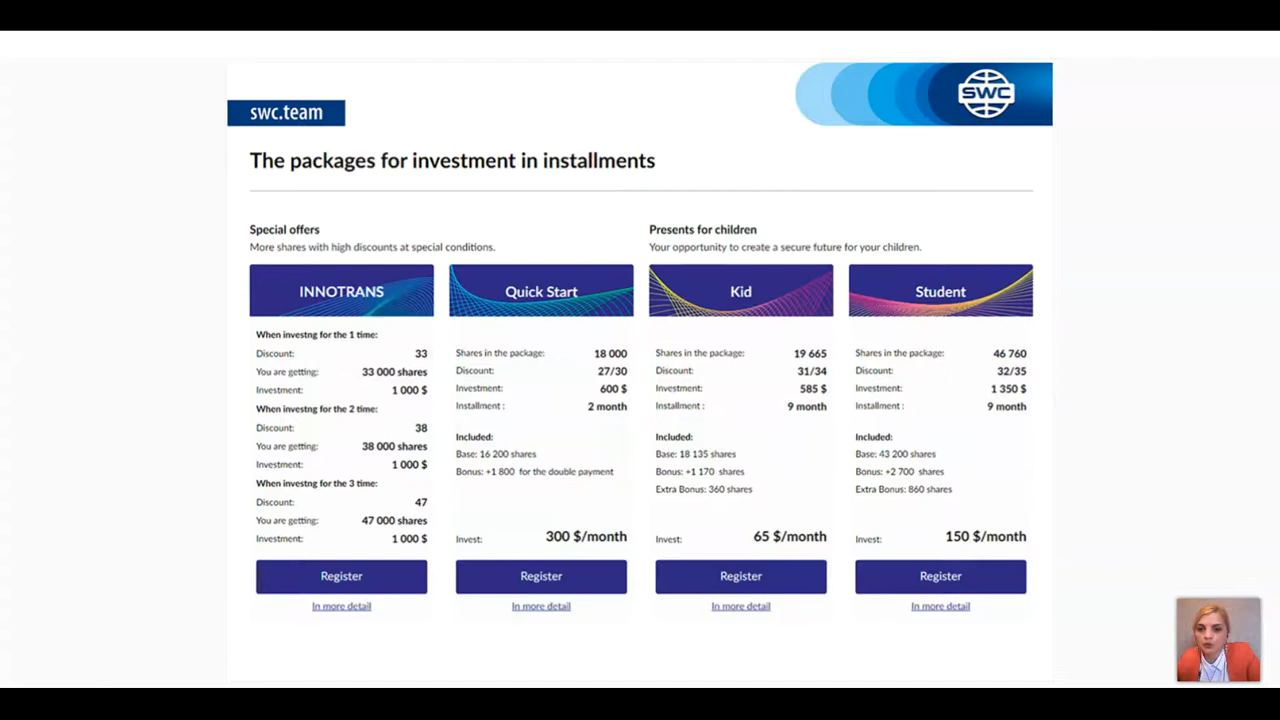 swc.team
SWC
The packages for investment in installments
Special offers
More shares with high discounts at special conditions.
Presents for children
Your opportunity to create a secure future for your children.
INNOTRANS
When investng for the 1 time:
Discount: 33
You are getting: 33 000 shares
Investment: 1 000 $
When investng for the 2 time:
Discount: 38
You are getting: 38 000 shares
Investment: 1 000 $
When investng for the 3 time:
Discount: 47
You are getting: 47 000 shares
Investment: 1 000 $
Register
In more detail
Quick Start
Shares in the package: 18 000
Discount: 27/30
Investment: 600 $
Installment : 2 month
Included:
Base: 16 200 shares
Bonus: +1 800 for the double payment
Invest: 300 $/month
Register
In more detail
Kid
Shares in the package: 19 665
Discount: 31/34
Investment: 585 $
Installment : 9 month
Included:
Base: 18 135 shares
Bonus: +1 170 shares
Extra Bonus: 360 shares
Invest: 65 $/month
Register
In more detail
Student
Shares in the package: 46 760
Discount: 32/35
Investment: 1 350 $
Installment : 9 month
Included:
Base: 43 200 shares
Bonus: +2 700 shares
Extra Bonus: 860 shares
Invest: 150 $/month
Register
In more detail